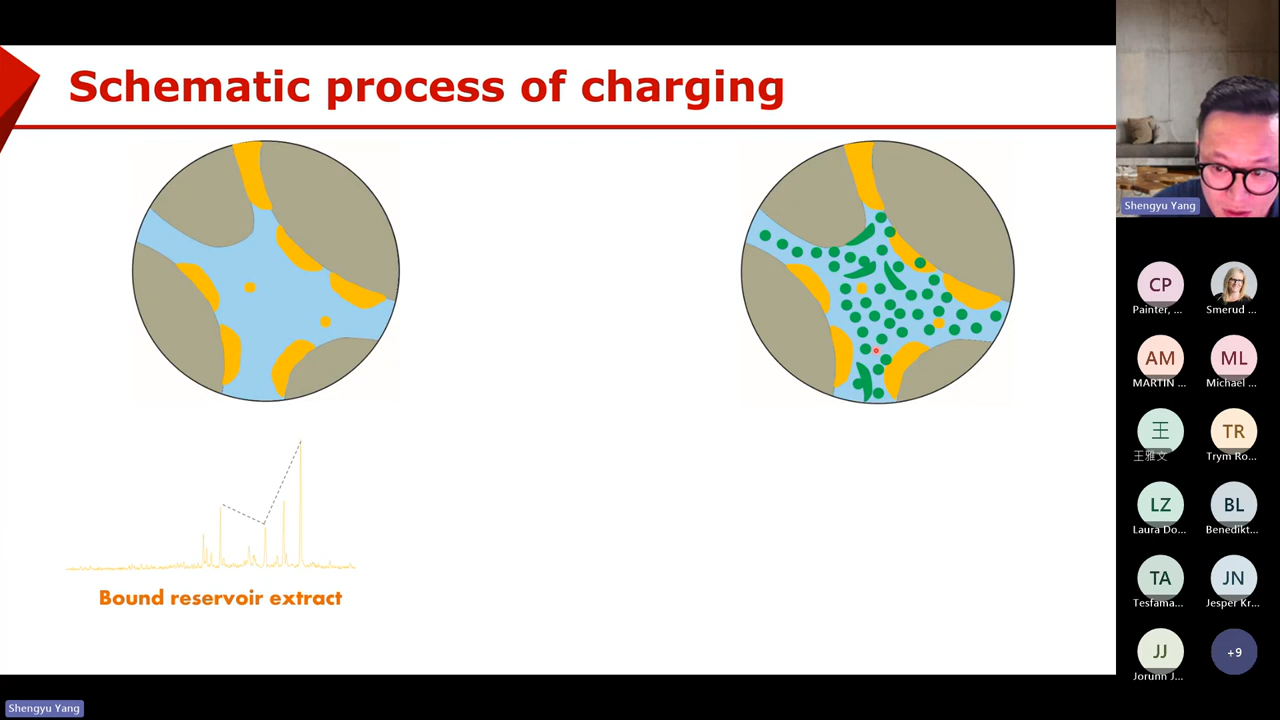 Schematic process of charging
Bound reservoir extract
Shengyu Yang
CP
Painter, ...
Smerud ...
AM
MARTIN ...
ML
Michael ...
王
王雅文
TR
Trym Ro...
LZ
Laura Do...
BL
Benedikt...
TA
Tesfama...
JN
Jesper Kr...
JJ
Jorunn J...
+9
Shengyu Yang